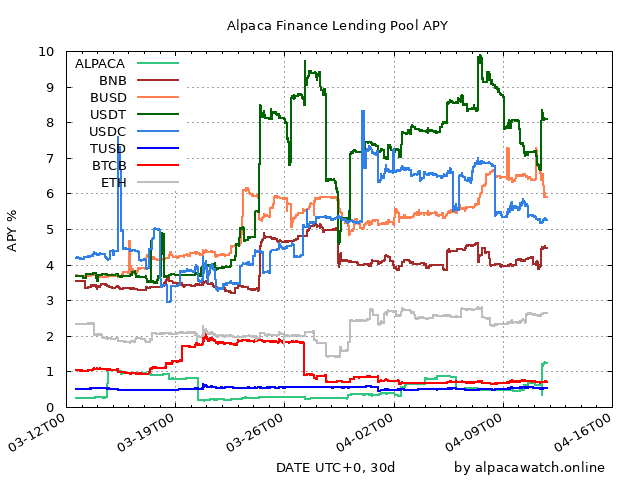 Alpaca Finance Lending Pool APY
10
9
8
7
6
5
4
3
2
1
0
APY %
ALPACA
BNB
BUSD
USDT
USDC
TUSD
BTCB
ETH
03-12T00
03-19T00
03-26T00
04-02T00
04-09T00
04-16T00
DATE UTC+0, 30d
by alpacawatch.online